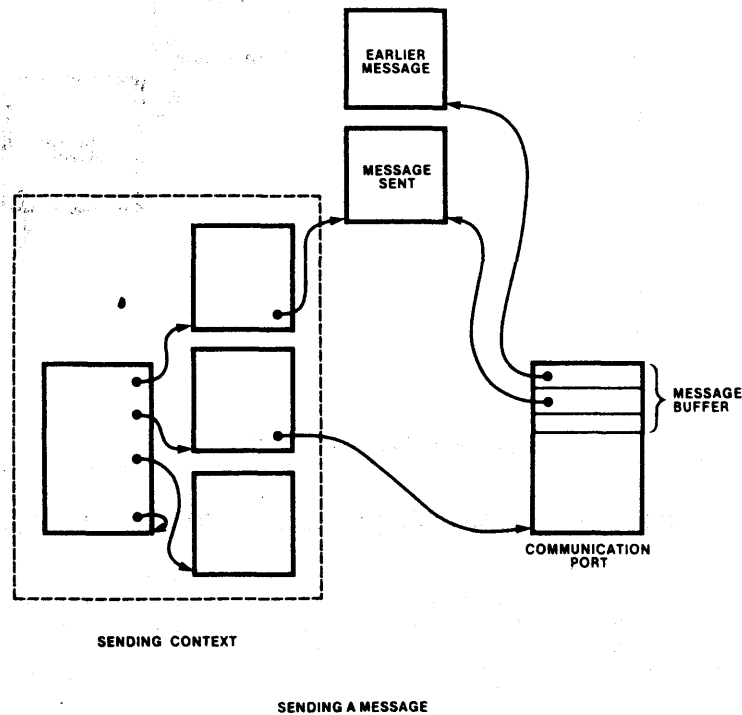 EARLIER
MESSAGE
MESSAGE
SENT
MESSAGE
BUFFER
COMMUNICATION
PORT
SENDING CONTEXT
SENDING A MESSAGE